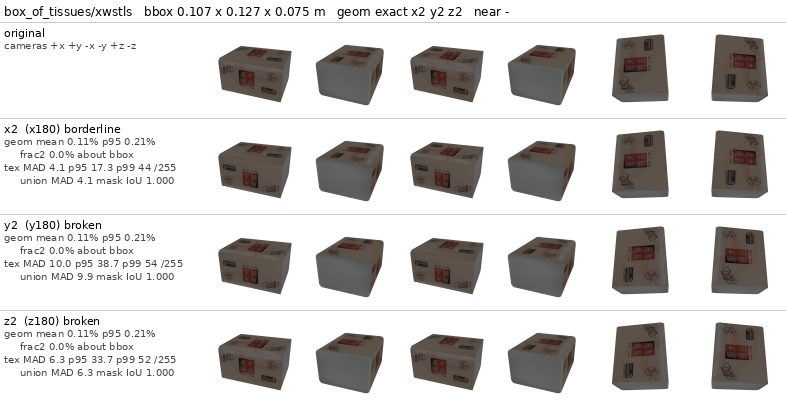 box_of_tissues/xwstls bbox 0.107 x 0.127 x 0.075 m geom exact x2 y2 z2 near -
original
cameras +x +y -x -y +z -z
x2 (x180) borderline
geom mean 0.11% p95 0.21%
frac2 0.0% about bbox
tex MAD 4.1 p95 17.3 p99 44 /255
union MAD 4.1 mask IoU 1.000
y2 (y180) broken
geom mean 0.11% p95 0.21%
frac2 0.0% about bbox
tex MAD 10.0 p95 38.7 p99 54 /255
union MAD 9.9 mask IoU 1.000
z2 (z180) broken
geom mean 0.11% p95 0.21%
frac2 0.0% about bbox
tex MAD 6.3 p95 33.7 p99 52 /255
union MAD 6.3 mask IoU 1.000